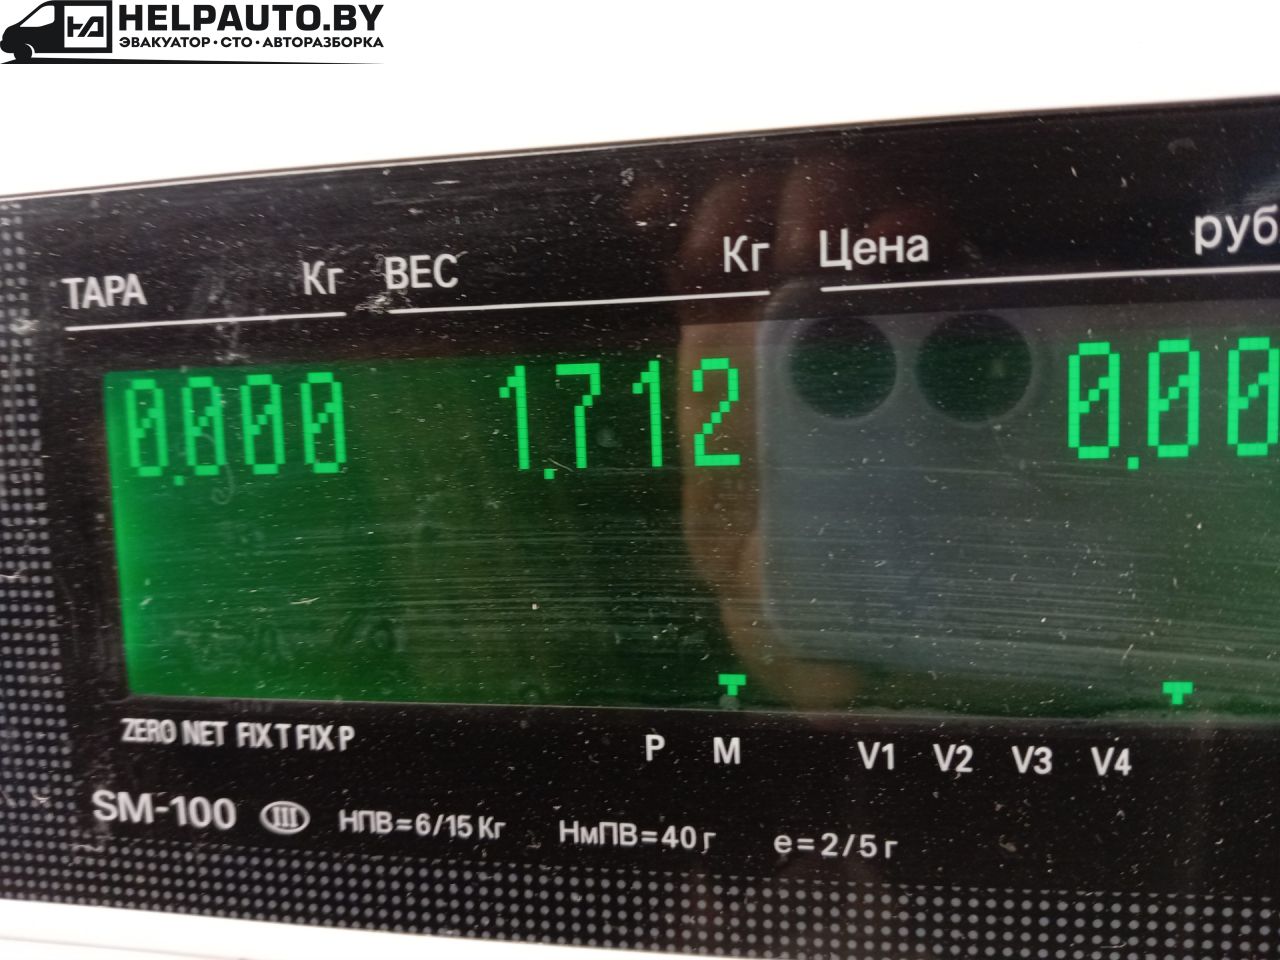 HELPAUTO.BY
ЭВАКУАТОР·СТО·АВТОРАЗБОРКА
ТАРА Кг ВЕС Кг Цена руб
0.000 1.712 0.00
ZERO NET FIX T FIX P P M V1 V2 V3 V4
SM-100 III НПВ=6/15 Кг НмПВ=40 г e=2/5 г